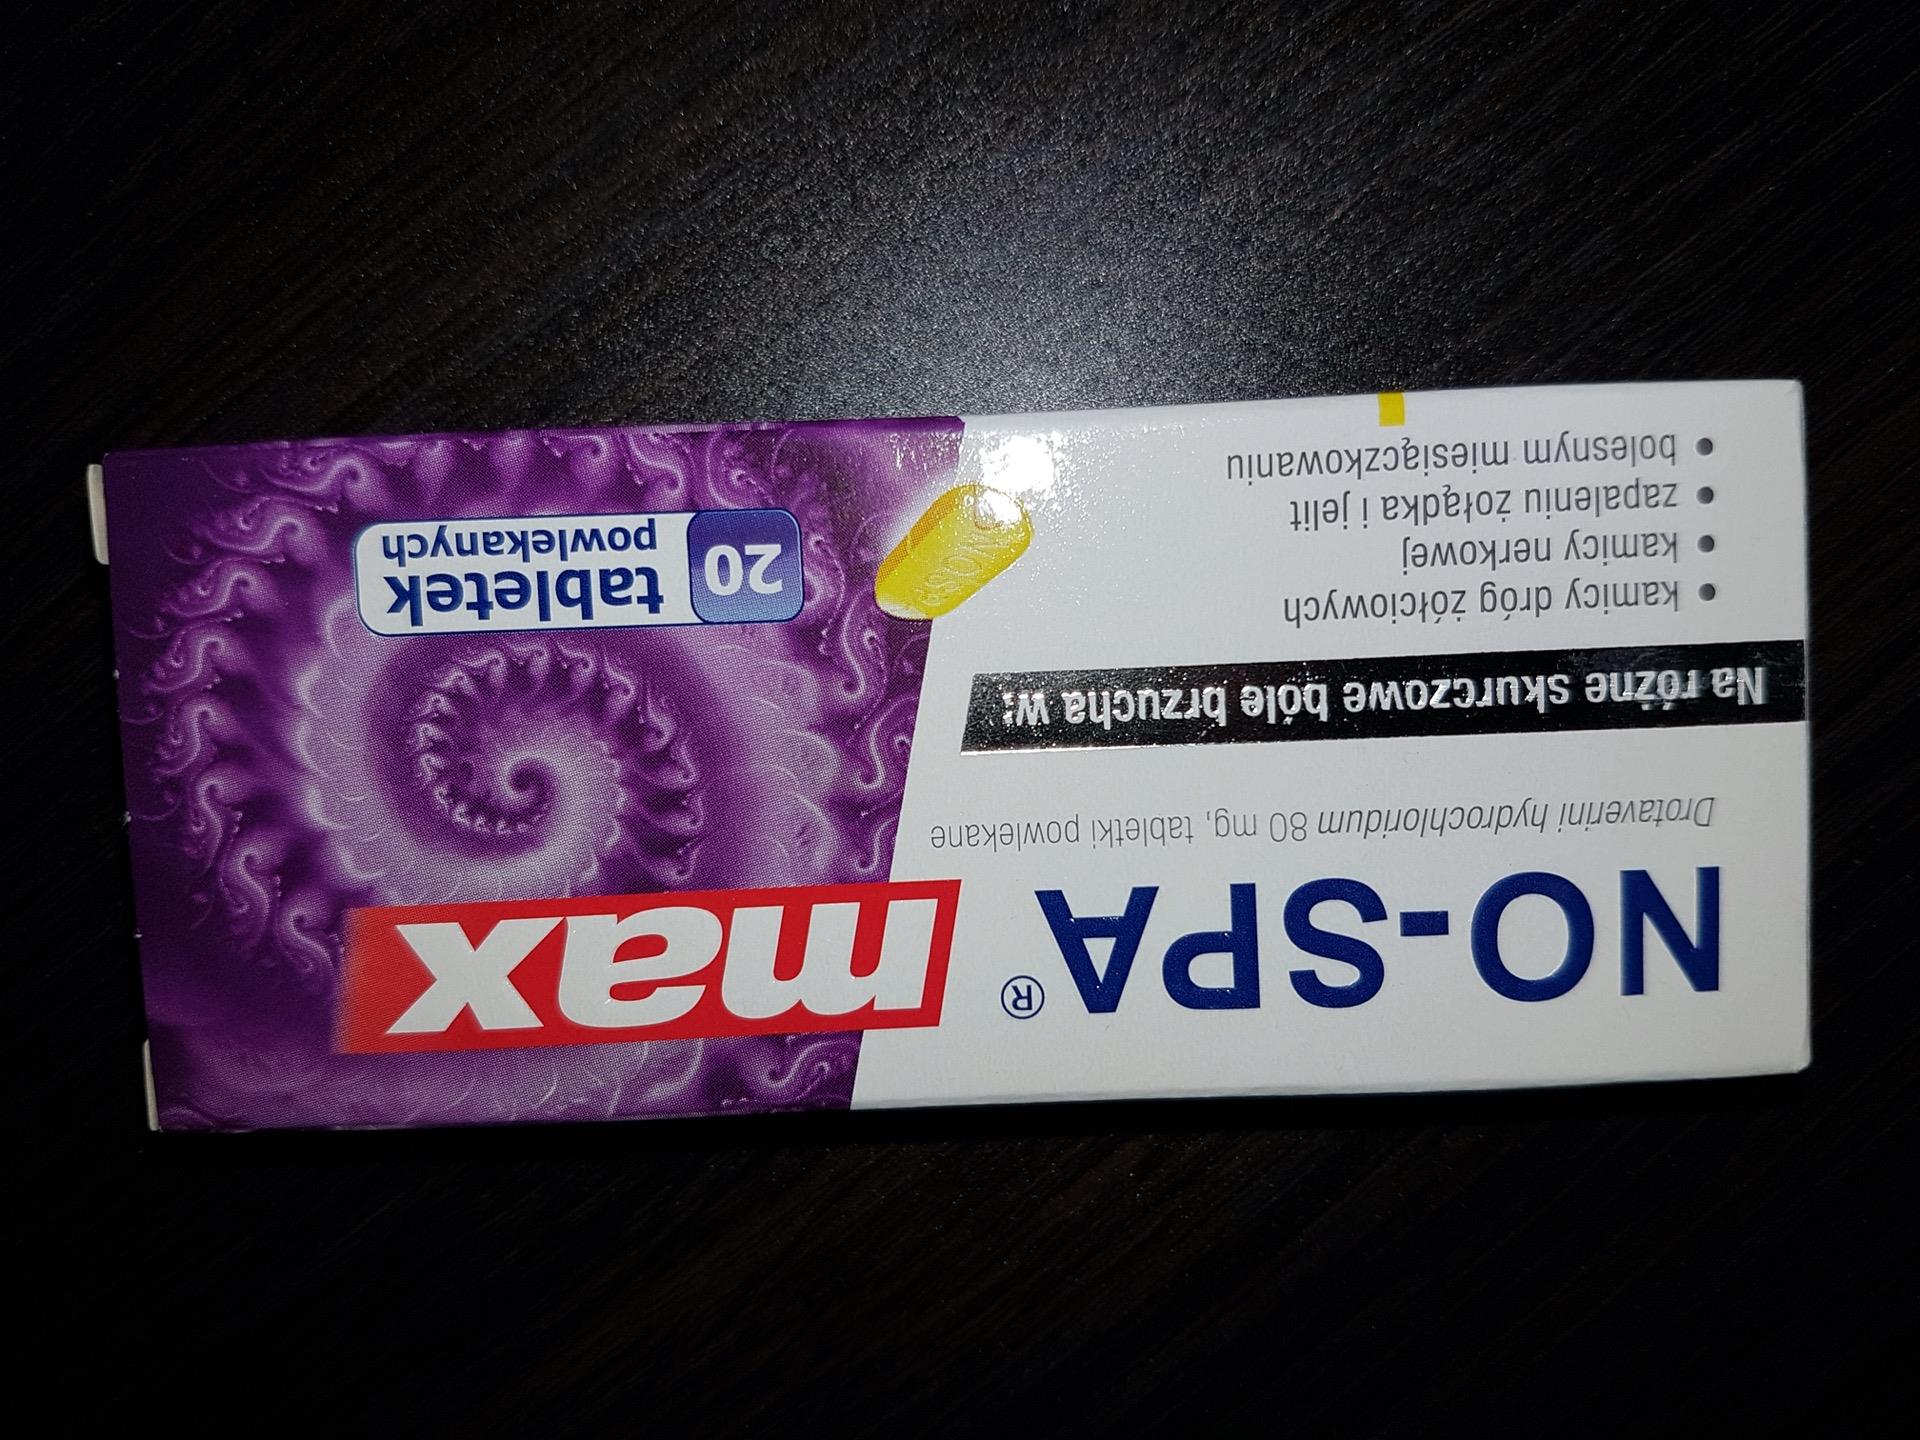 NO-SPA® max
Drotaverini hydrochloridum 80 mg, tabletki powlekane
Na różne skurczowe bóle brzucha w:
• kamicy dróg żółciowych
• kamicy nerkowej
• zapaleniu żołądka i jelit
• bolesnym miesiączkowaniu
20 tabletek
powlekanych